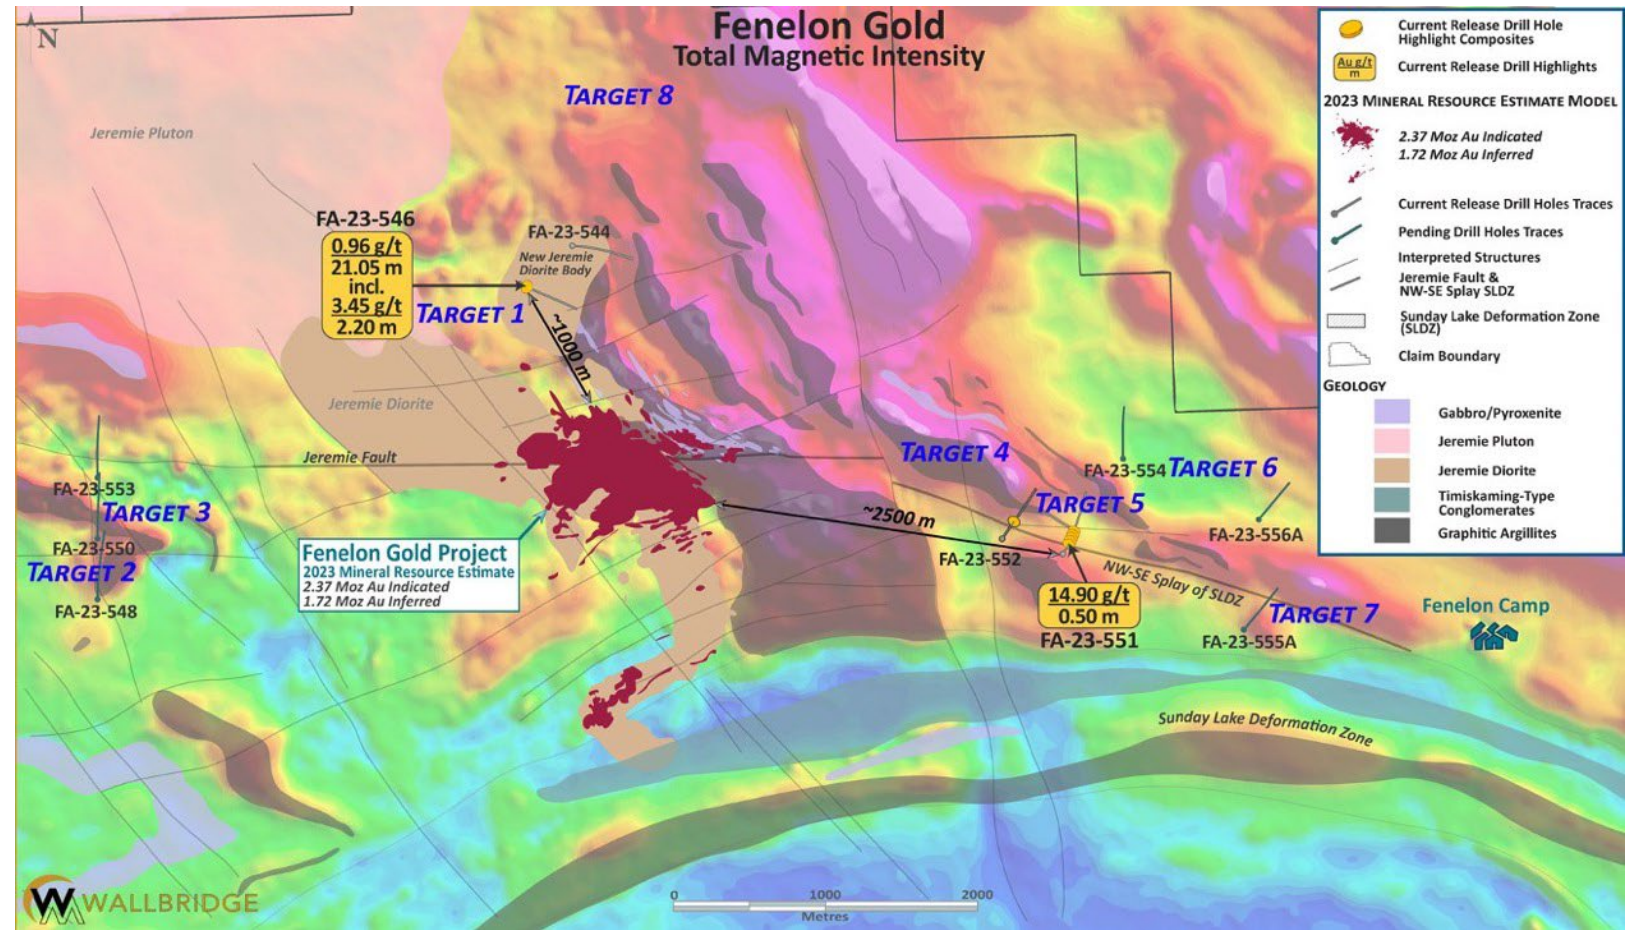 Fenelon Gold
Total Magnetic Intensity
N
TARGET 8
Jeremie Pluton
FA-23-546
0.96 g/t
21.05 m
incl.
3.45 g/t
2.20 m
FA-23-544
New Jeremie
Diorite Body
TARGET 1
~1000 m
Jeremie Diorite
Jeremie Fault
FA-23-553
TARGET 3
FA-23-550
TARGET 2
FA-23-548
Fenelon Gold Project
2023 Mineral Resource Estimate
2.37 Moz Au Indicated
1.72 Moz Au Inferred
TARGET 4
FA-23-554
TARGET 6
TARGET 5
~2500 m
FA-23-552
FA-23-556A
NW-SE Splay of SLDZ
14.90 g/t
0.50 m
FA-23-551
TARGET 7
FA-23-555A
Fenelon Camp
Sunday Lake Deformation Zone
WALLBRIDGE
0 1000 2000
Metres
Current Release Drill Hole
Highlight Composites
Au g/t
m
Current Release Drill Highlights
2023 MINERAL RESOURCE ESTIMATE MODEL
2.37 Moz Au Indicated
1.72 Moz Au Inferred
Current Release Drill Holes Traces
Pending Drill Holes Traces
Interpreted Structures
Jeremie Fault &
NW-SE Splay SLDZ
Sunday Lake Deformation Zone
(SLDZ)
Claim Boundary
GEOLOGY
Gabbro/Pyroxenite
Jeremie Pluton
Jeremie Diorite
Timiskaming-Type
Conglomerates
Graphitic Argillites